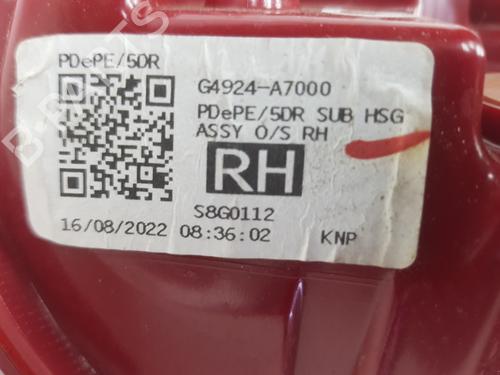 PDePE/5DR
G4924-A7000
PDePE/5DR SUB HSG
ASSY O/S RH
RH
S8G0112
16/08/2022 08:36:02
KNP
B-PARTS